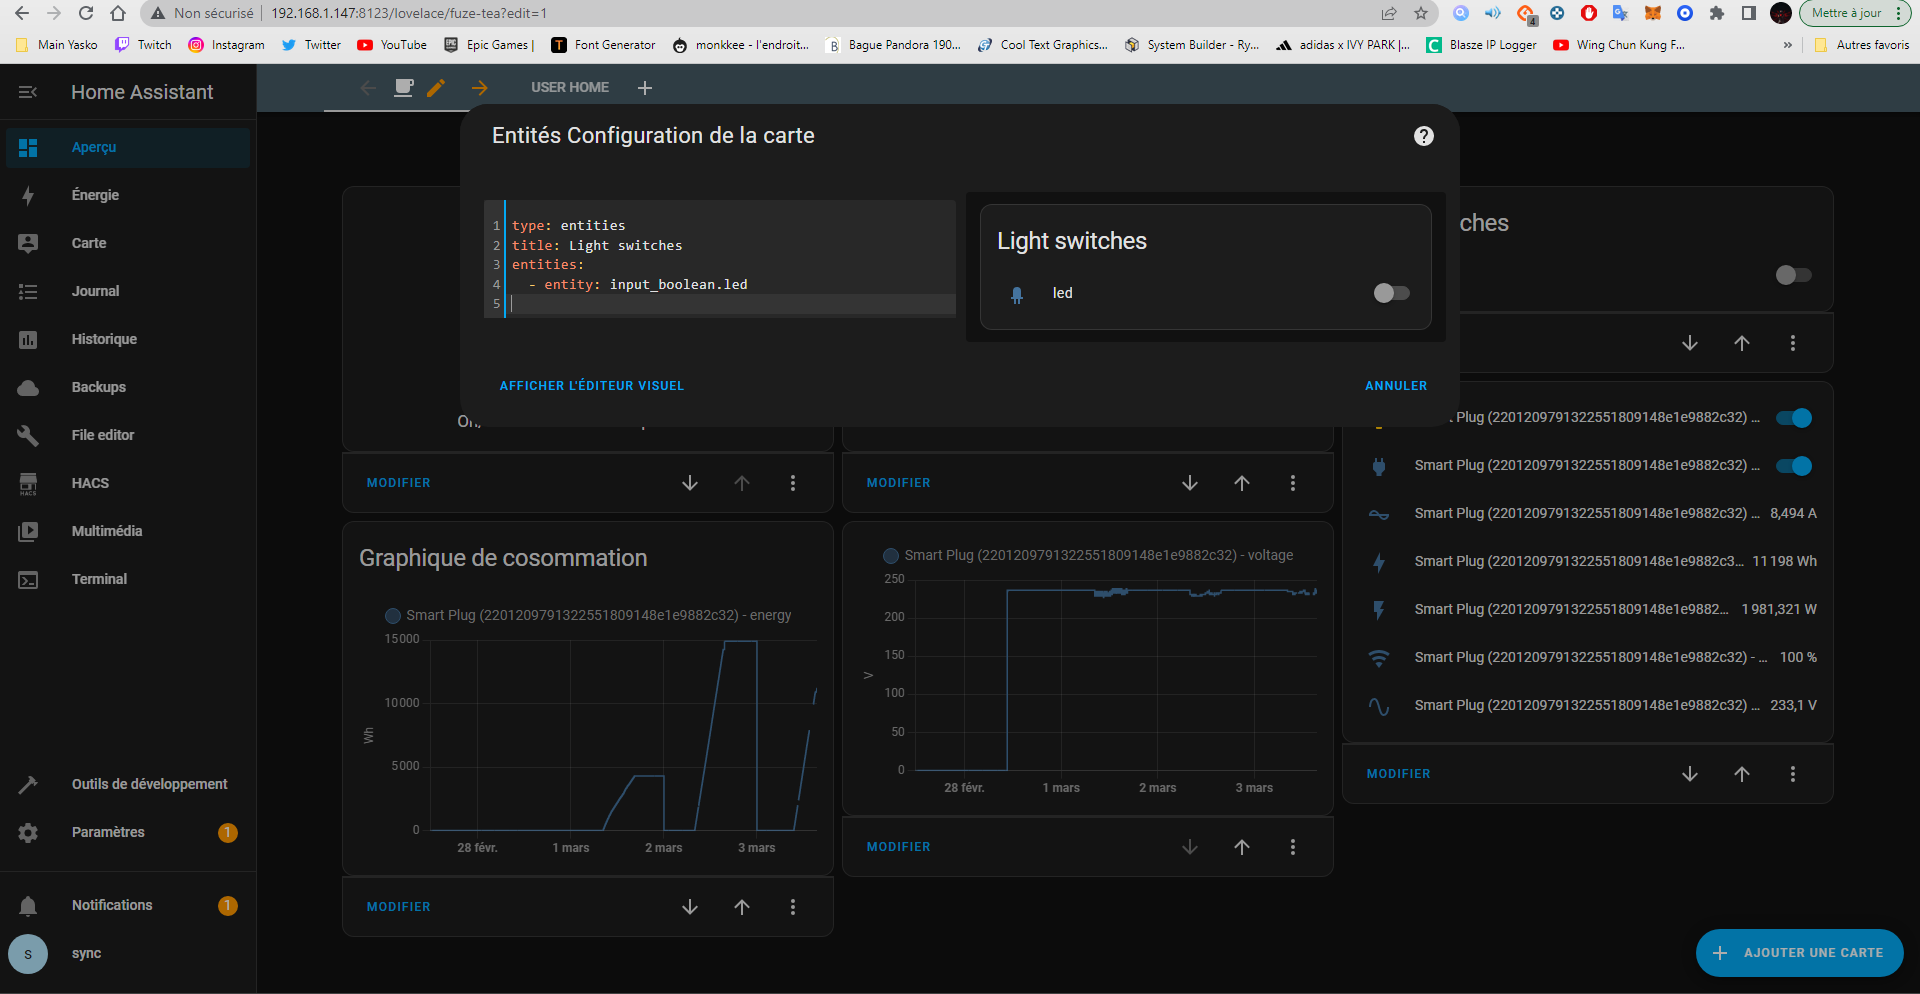 Non sécurisé | 192.168.1.147:8123/lovelace/fuze-tea?edit=1
4
Mettre à jour
Main Yasko
Twitch
Instagram
Twitter
YouTube
Epic Games |
Font Generator
monkkee - l'endroit...
Bague Pandora 190...
Cool Text Graphics...
System Builder - Ry...
adidas x IVY PARK |...
Blasze IP Logger
Wing Chun Kung F...
»
Autres favoris
Home Assistant
USER HOME
Aperçu
Énergie
Carte
Journal
Historique
Backups
File editor
HACS
HACS
Multimédia
Terminal
Outils de développement
Paramètres
1
Notifications
1
S
sync
Entités Configuration de la carte
1 type: entities
2 title: Light switches
3 entities:
4 - entity: input_boolean.led
5
Light switches
led
AFFICHER L'ÉDITEUR VISUEL
ANNULER
ches
MODIFIER
MODIFIER
Graphique de cosommation
Smart Plug (22012097913225518​09148e1e9882c32) - energy
15000
10000
5000
0
Wh
28 févr.
1 mars
2 mars
3 mars
MODIFIER
Smart Plug (2201209791322551809148e1e9882c32) - voltage
250
200
150
100
50
0
V
28 févr.
1 mars
2 mars
3 mars
MODIFIER
t Plug (2201209791322551809148e1e9882c32) ...
Smart Plug (2201209791322551809148e1e9882c32) ...
Smart Plug (2201209791322551809148e1e9882c32) ... 8,494 A
Smart Plug (2201209791322551809148e1e9882c3... 11 198 Wh
Smart Plug (2201209791322551809148e1e9882... 1 981,321 W
Smart Plug (2201209791322551809148e1e9882c32) - ... 100 %
Smart Plug (2201209791322551809148e1e9882c32) ... 233,1 V
MODIFIER
AJOUTER UNE CARTE